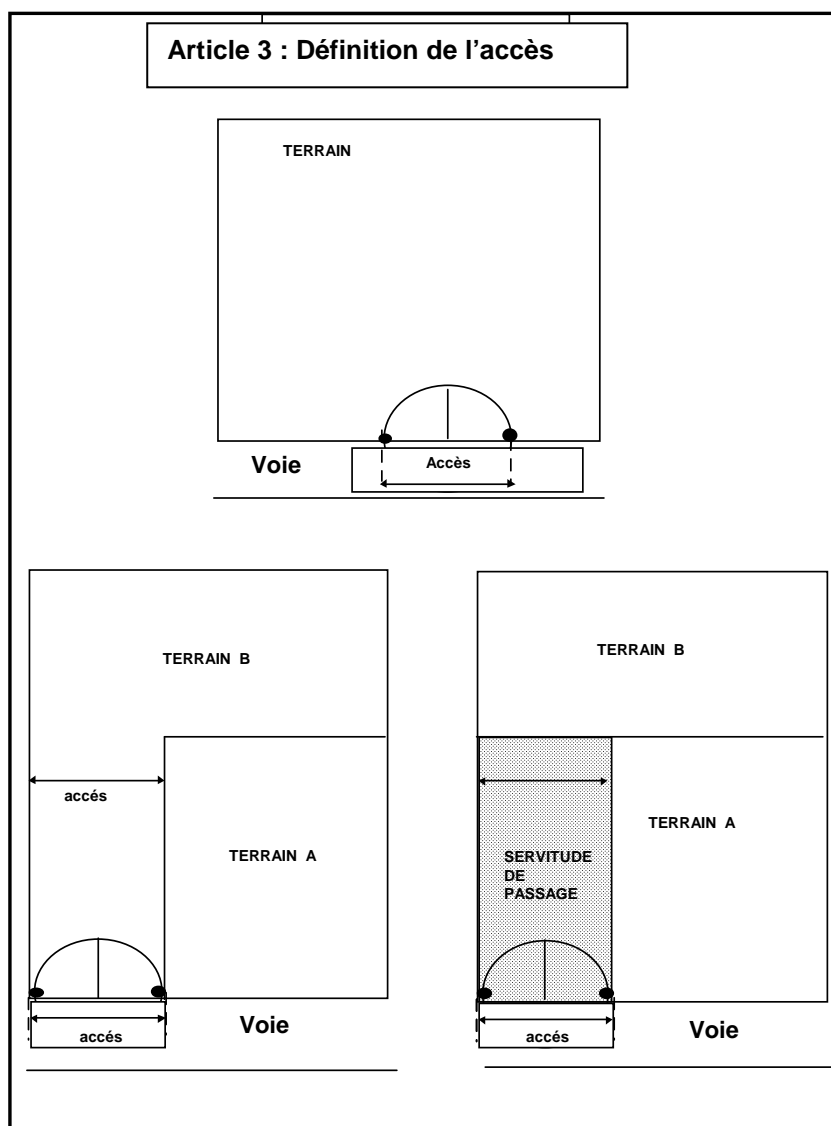 Article 3 : Définition de l'accès
TERRAIN
Voie
Accès
TERRAIN B
accés
TERRAIN A
accés
Voie
TERRAIN B
TERRAIN A
SERVITUDE
DE
PASSAGE
accés
Voie